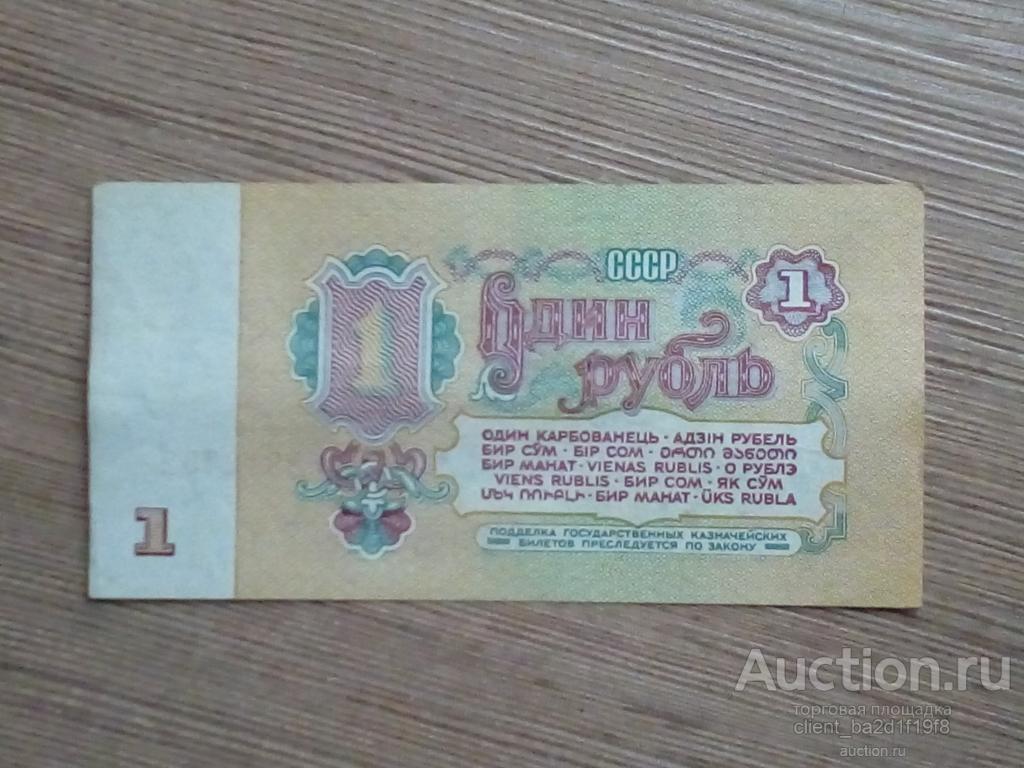 СССР
1
1
Один
рубль
ОДИН КАРБОВАНЕЦЬ · АДЗІН РУБЕЛЬ
БИР СЎМ · БІР СОМ · ᲔᲠᲗᲘ ᲛᲐᲜᲔᲗᲘ
БИР МАНАТ · VIENAS RUBLIS · О РУБЛЭ
VIENS RUBLIS · БИР СОМ · ЯК СЎМ
ՄԵԿ ՌՈՒԲԼԻ · БИР МАНАТ · ÜKS RUBLA
ПОДДЕЛКА ГОСУДАРСТВЕННЫХ КАЗНАЧЕЙСКИХ
БИЛЕТОВ ПРЕСЛЕДУЕТСЯ ПО ЗАКОНУ
1
Auction.ru
торговая площадка
client_ba2d1f19f8
auction.ru